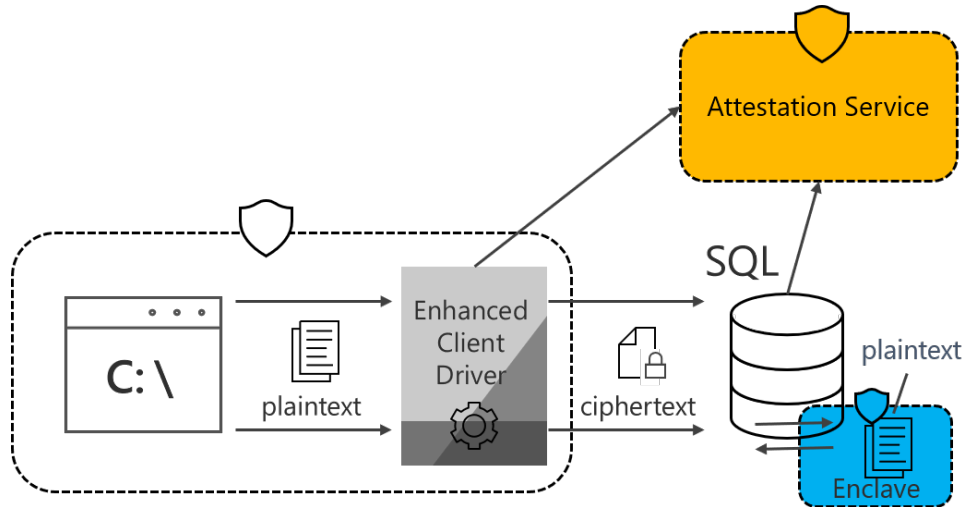 Attestation Service
SQL
C:\
Enhanced
Client
Driver
plaintext
ciphertext
plaintext
Enclave